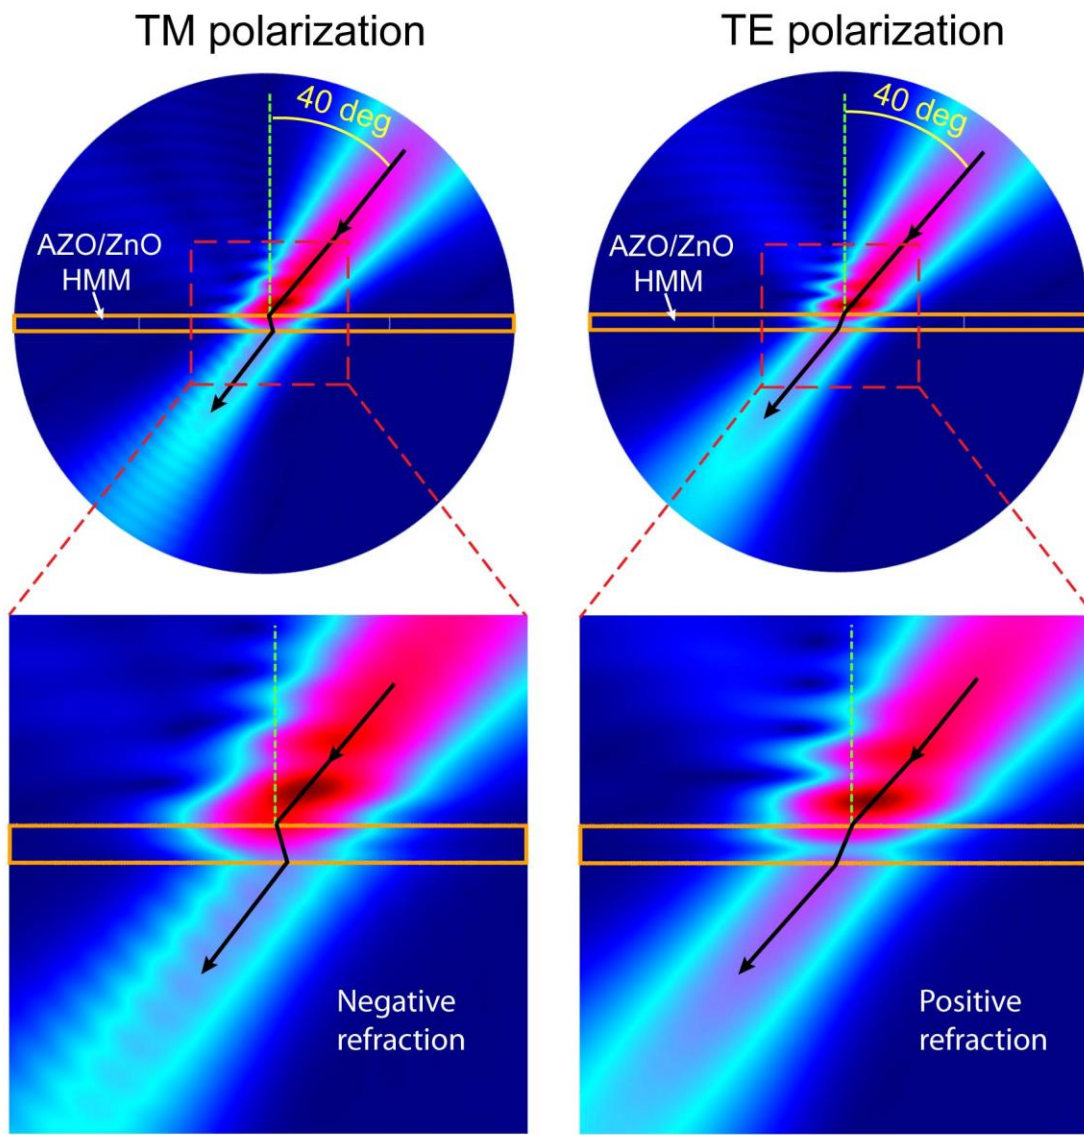 TM polarization
TE polarization
40 deg
40 deg
AZO/ZnO
HMM
AZO/ZnO
HMM
Negative
refraction
Positive
refraction